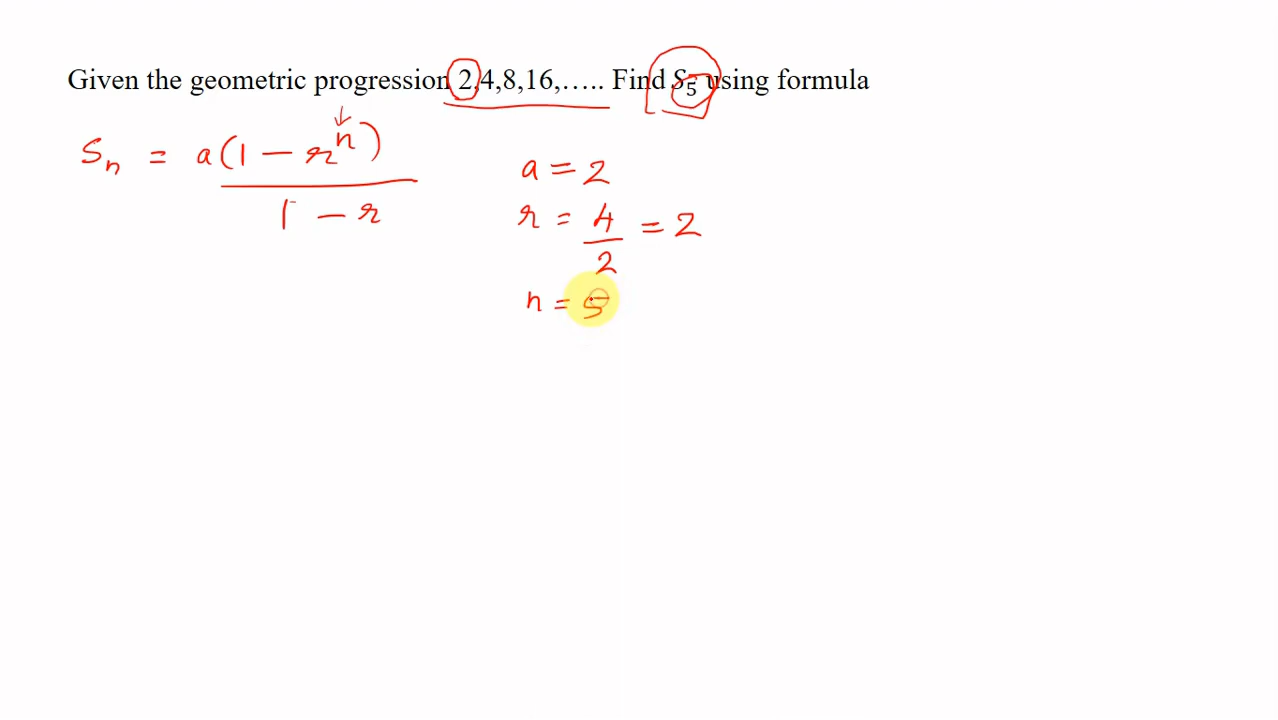 Given the geometric progression 2,4,8,16,….. Find S₅ using formula
Sₙ = a(1 − rⁿ) / 1 − r
a = 2
r = 4/2 = 2
n = 5